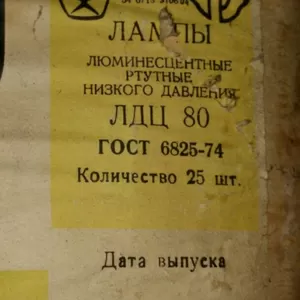 ЛАМПЫ
ЛЮМИНЕСЦЕНТНЫЕ
РТУТНЫЕ
НИЗКОГО ДАВЛЕНИЯ
ЛДЦ 80
ГОСТ 6825-74
Количество 25 шт.
Дата выпуска